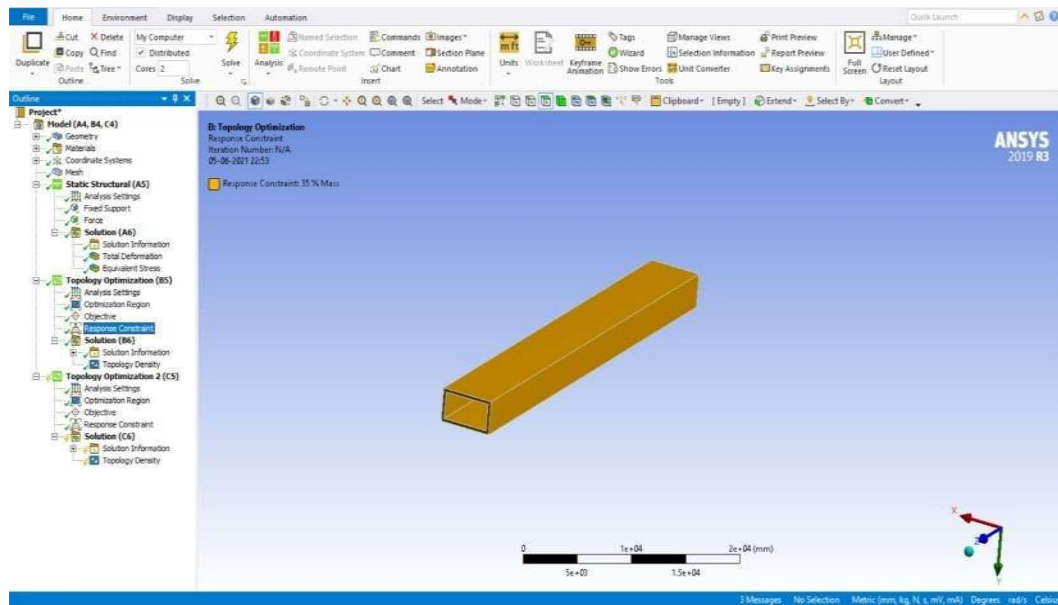 File Home Environment Display Selection Automation Quick Launch
Cut X Delete My Computer Named Selection Commands Images Tags Manage Views Print Preview Manage
Copy Find Distributed Coordinate System Comment Section Plane Wizard Selection Information Report Preview User Defined
Duplicate Paste Tree Cores 2 Solve Analysis Remote Point Chart Annotation Units Worksheet Keyframe Animation Show Errors Unit Converter Key Assignments Full Screen Reset Layout
Outline Solve Insert Tools Layout
Outline Select Mode Clipboard [Empty] Extend Select By Convert
Project*
Model (A4, B4, C4)
Geometry
Materials
Coordinate Systems
Mesh
Static Structural (A5)
Analysis Settings
Fixed Support
Force
Solution (A6)
Solution Information
Total Deformation
Equivalent Stress
Topology Optimization (B5)
Analysis Settings
Optimization Region
Objective
Response Constraint
Solution (B6)
Solution Information
Topology Density
Topology Optimization 2 (C5)
Analysis Settings
Optimization Region
Objective
Response Constraint
Solution (C6)
Solution Information
Topology Density
B: Topology Optimization
Response Constraint
Iteration Number: N/A
05-06-2021 22:53
Response Constraint: 35 % Mass
ANSYS
2019 R3
X
Z
Y
0 1e+04 2e+04 (mm)
5e+03 1.5e+04
3 Messages No Selection Metric (mm, kg, N, s, mV, mA) Degrees rad/s Celsius